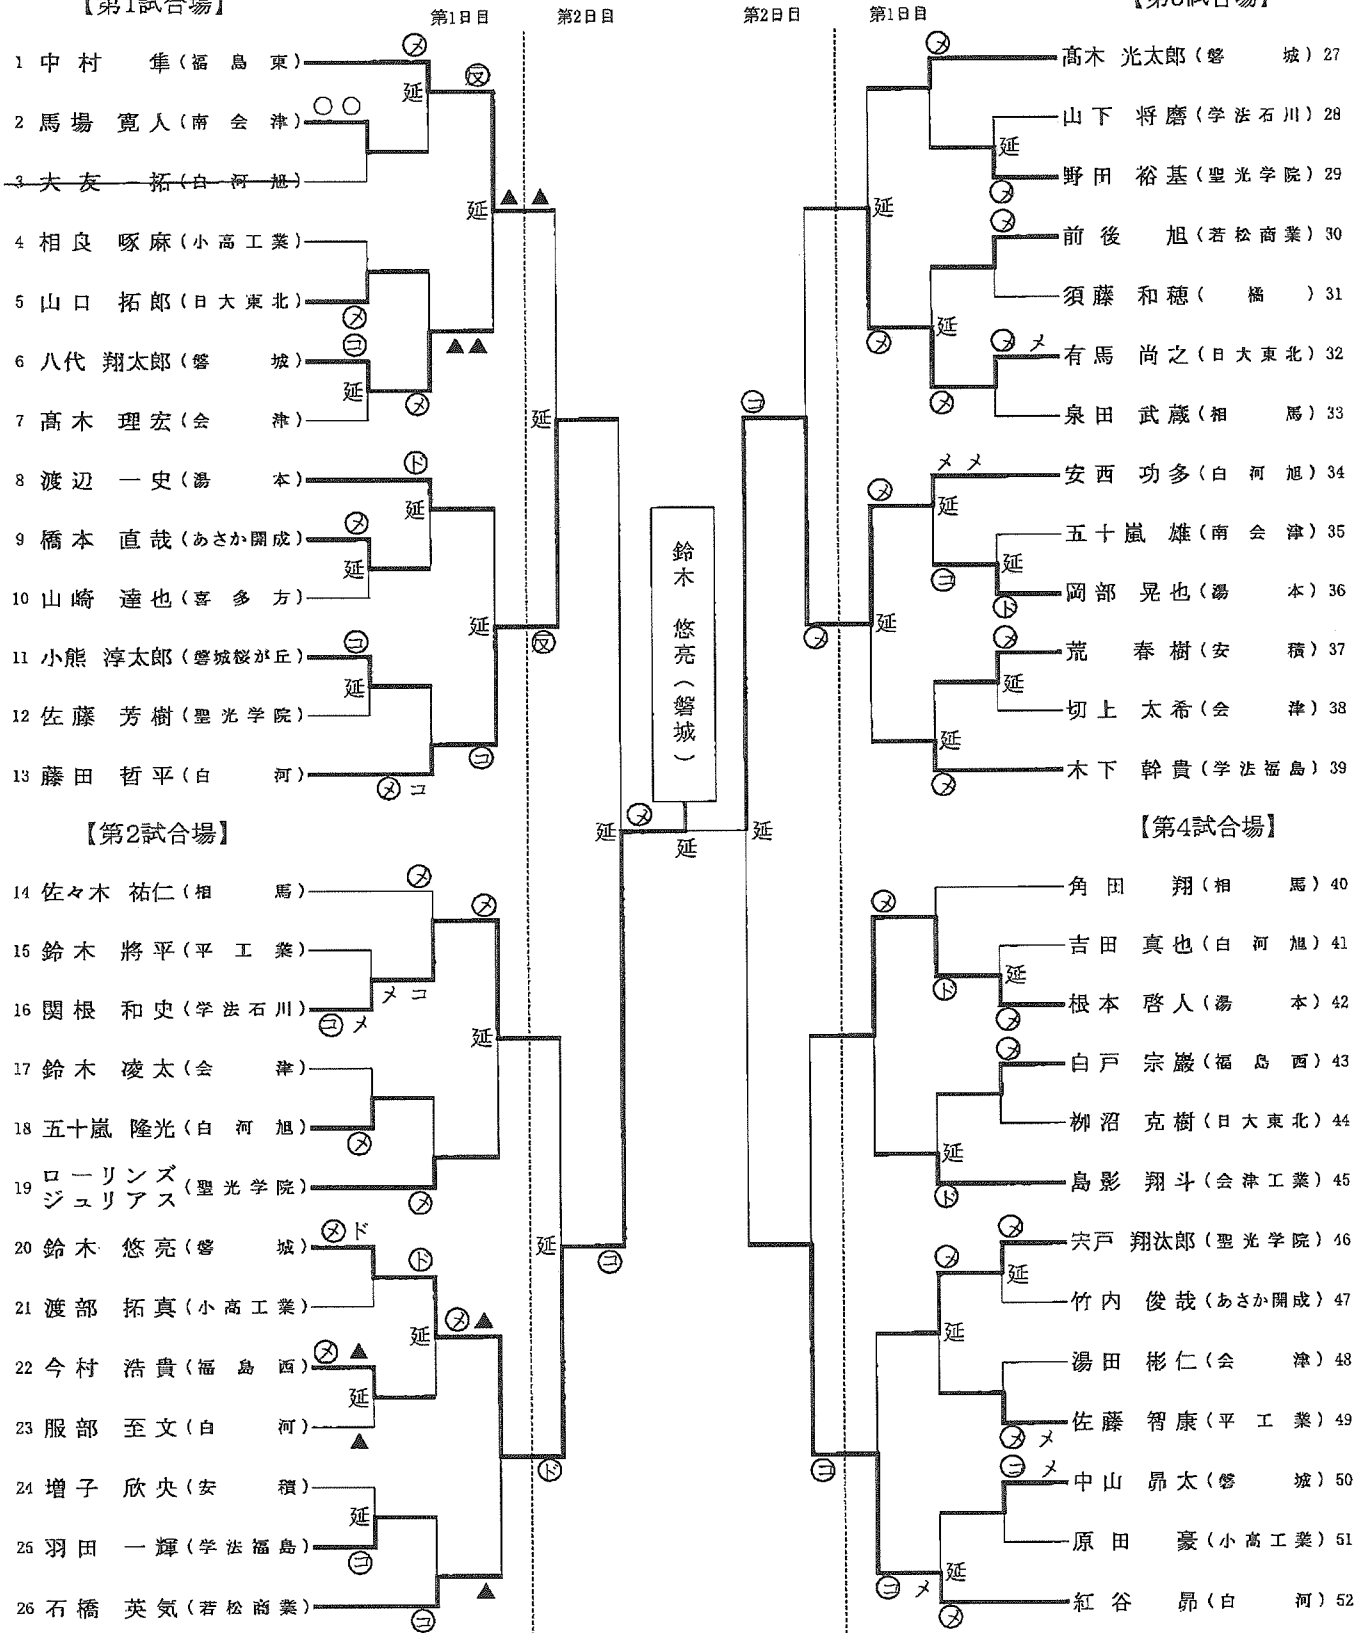 【第1試合場】
第1日目 第2日目 第2日目 第1日目
1 中村 隼（福島東）
2 馬場 寛人（南会津）
3 大友 拓（白河旭）
4 相良 啄麻（小高工業）
5 山口 拓郎（日大東北）
6 八代 翔太郎（磐城）
7 髙木 理宏（会津）
8 渡辺 一史（湯本）
9 橋本 直哉（あさか開成）
10 山崎 達也（喜多方）
11 小熊 淳太郎（磐城桜が丘）
12 佐藤 芳樹（聖光学院）
13 藤田 哲平（白河）
【第2試合場】
14 佐々木 祐仁（相馬）
15 鈴木 將平（平工業）
16 関根 和史（学法石川）
17 鈴木 凌太（会津）
18 五十嵐 隆光（白河旭）
19 ローリンズ ジュリアス（聖光学院）
20 鈴木 悠亮（磐城）
21 渡部 拓真（小高工業）
22 今村 浩貴（福島西）
23 服部 至文（白河）
24 増子 欣央（安積）
25 羽田 一輝（学法福島）
26 石橋 英気（若松商業）
鈴木 悠亮（磐城）
髙木 光太郎（磐城）27
山下 将磨（学法石川）28
野田 裕基（聖光学院）29
前後 旭（若松商業）30
須藤 和穂（橘）31
有馬 尚之（日大東北）32
泉田 武蔵（相馬）33
安西 功多（白河旭）34
五十嵐 雄（南会津）35
岡部 晃也（湯本）36
荒 春樹（安積）37
切上 太希（会津）38
木下 幹貴（学法福島）39
【第4試合場】
角田 翔（相馬）40
吉田 真也（白河旭）41
根本 啓人（湯本）42
白戸 宗巌（福島西）43
柳沼 克樹（日大東北）44
島影 翔斗（会津工業）45
宍戸 翔汰郎（聖光学院）46
竹内 俊哉（あさか開成）47
湯田 彬仁（会津）48
佐藤 智康（平工業）49
中山 昴太（磐城）50
原田 豪（小高工業）51
紅谷 昴（白河）52